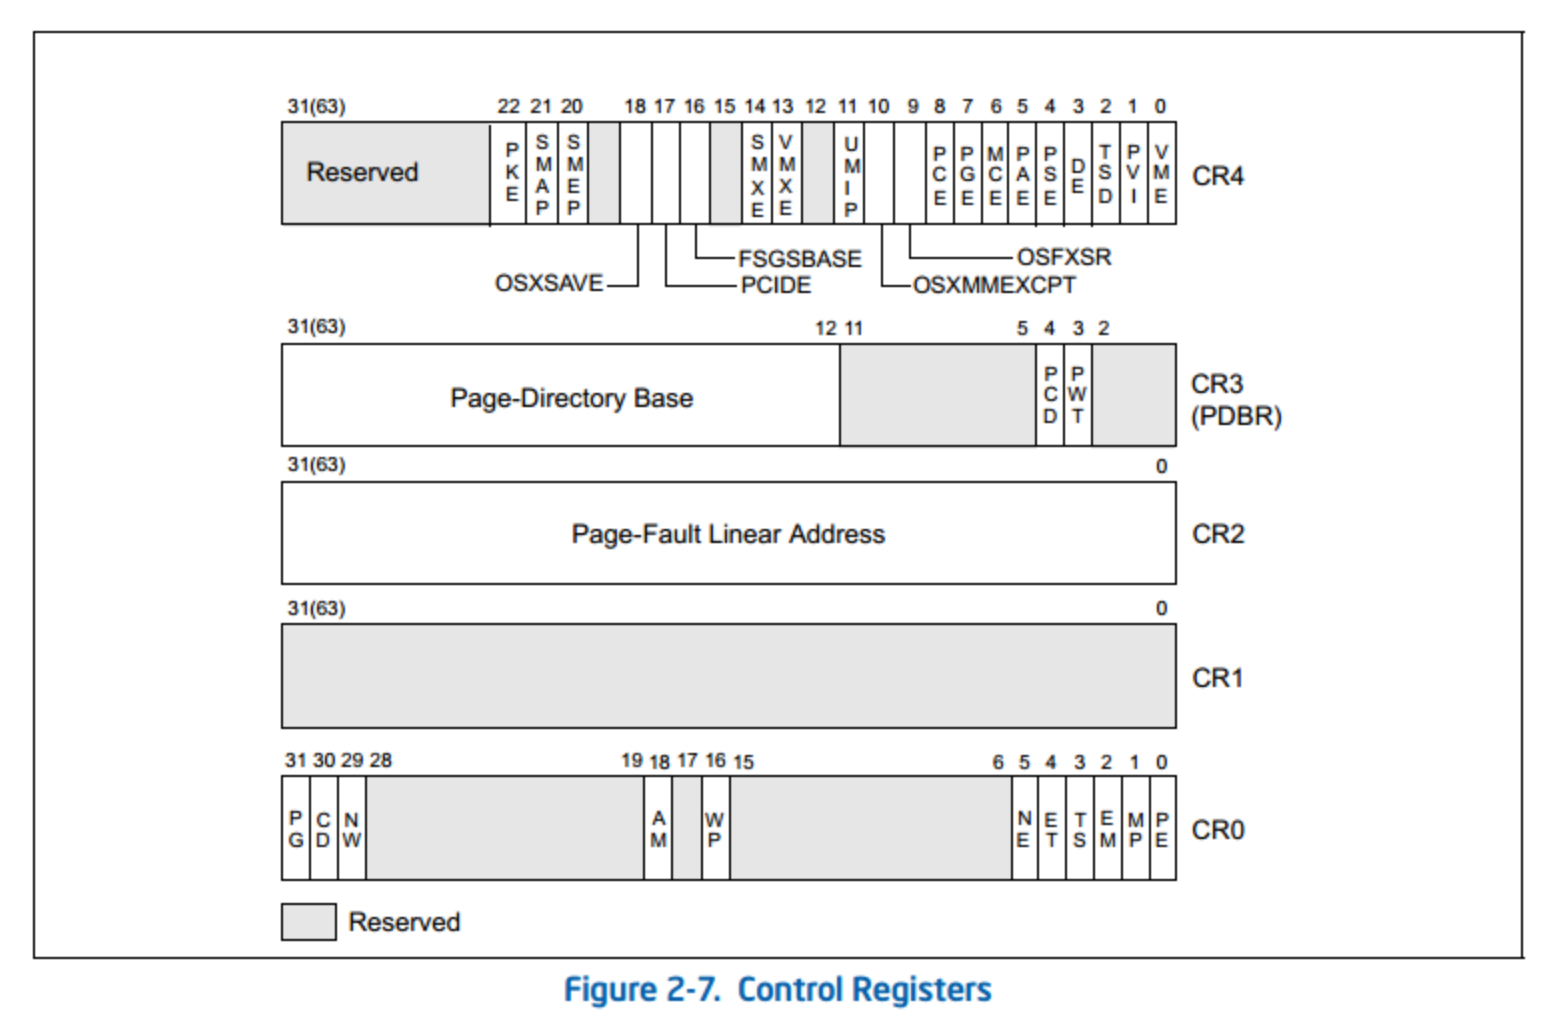 31(63) 22 21 20 18 17 16 15 14 13 12 11 10 9 8 7 6 5 4 3 2 1 0
Reserved PKE SMAP SMEP SMXE VMXE UMIP PCE PGE MCE PAE PSE DE TSD PVI VME CR4
FSGSBASE OSFXSR
OSXSAVE PCIDE OSXMMEXCPT
31(63) 12 11 5 4 3 2
Page-Directory Base PCD PWT CR3
(PDBR)
31(63) 0
Page-Fault Linear Address CR2
31(63) 0
CR1
31 30 29 28 19 18 17 16 15 6 5 4 3 2 1 0
PG CD NW AM WP NE ET TS EM MP PE CR0
Reserved
Figure 2-7. Control Registers